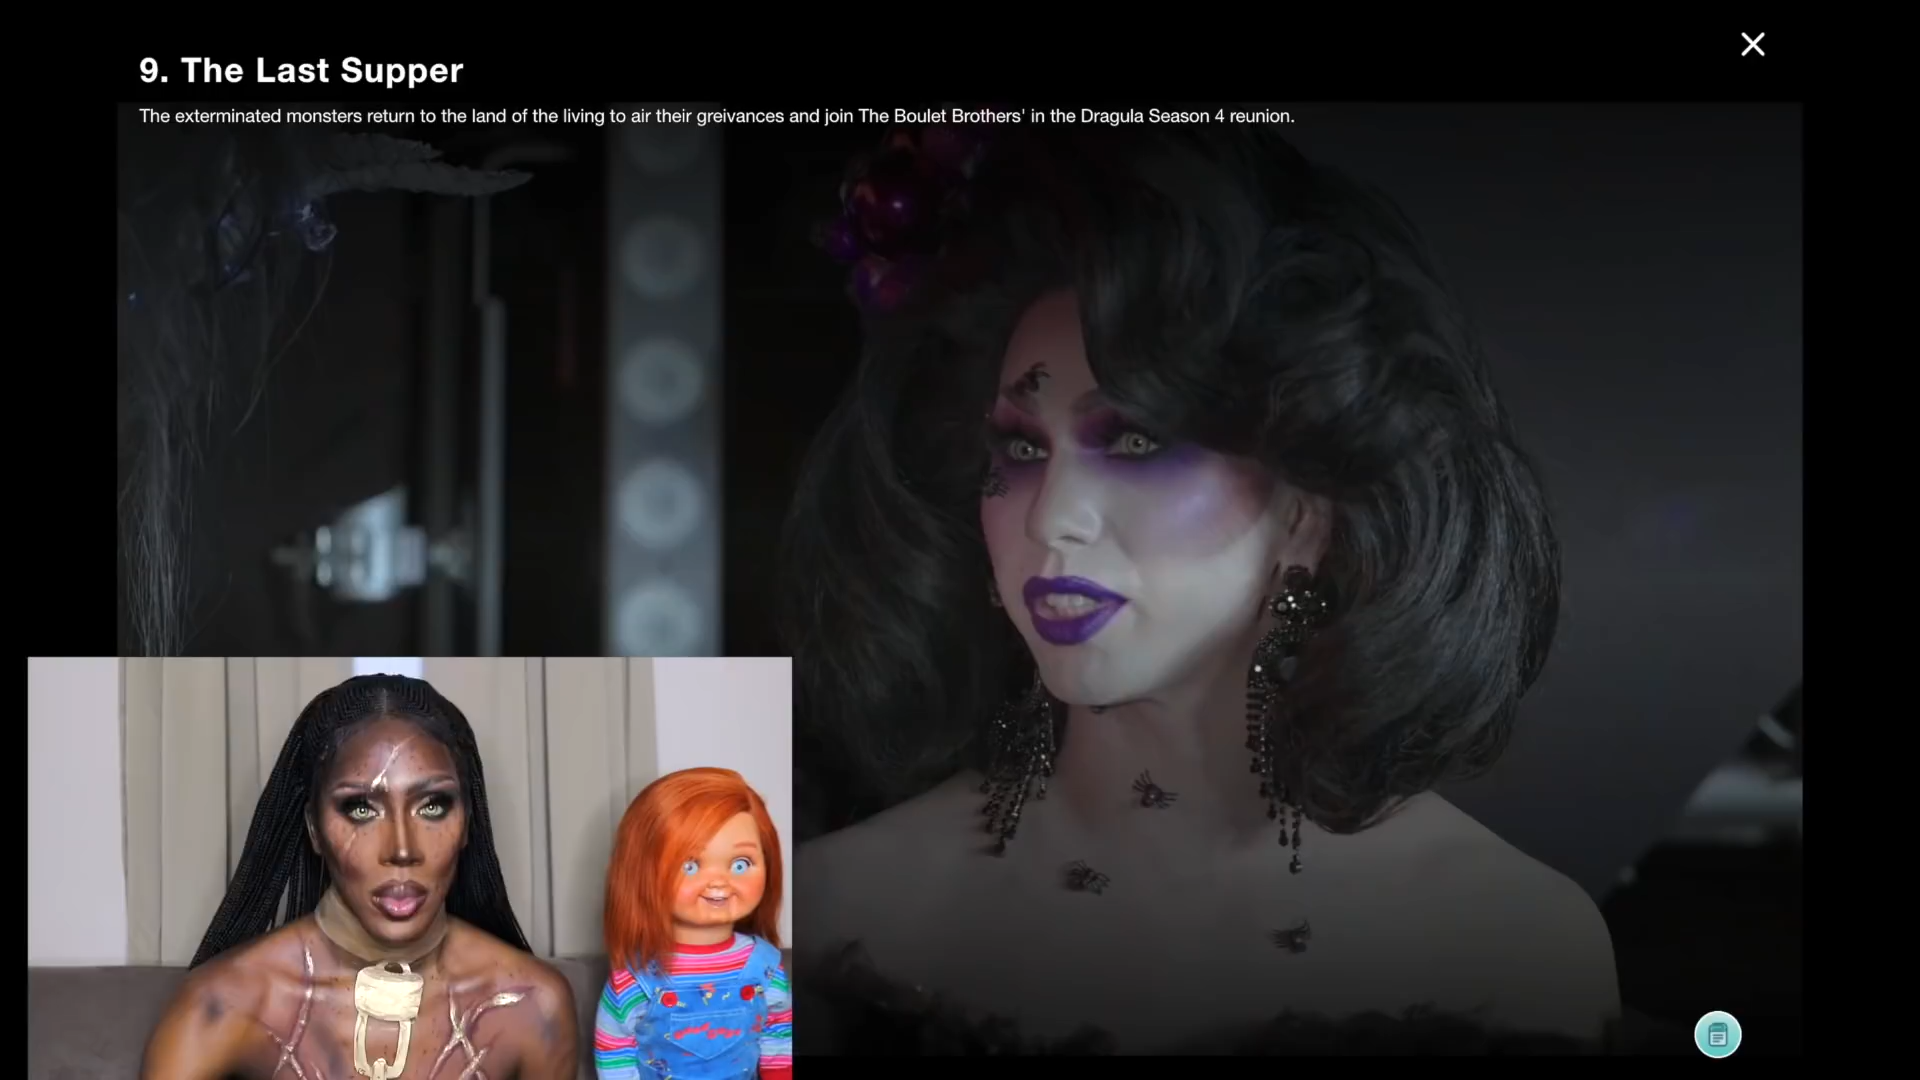 9. The Last Supper
The exterminated monsters return to the land of the living to air their greivances and join The Boulet Brothers' in the Dragula Season 4 reunion.